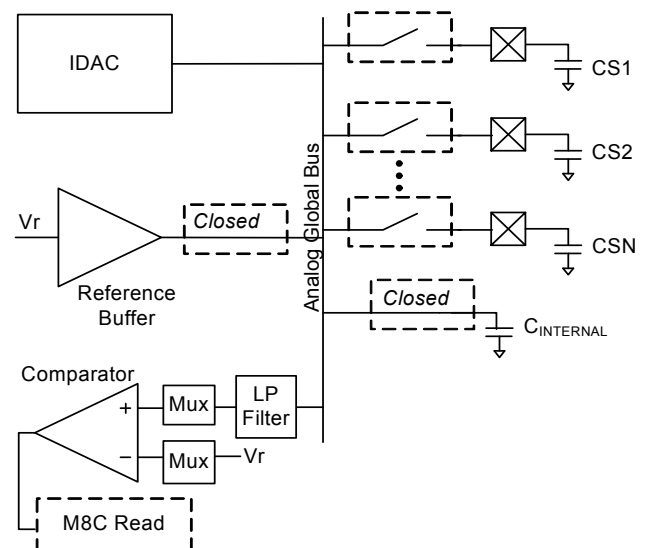 IDAC
CS1
CS2
Analog Global Bus
Vr
Closed
Reference
Buffer
CSN
Closed
CINTERNAL
Comparator
+
Mux
LP
Filter
−
Mux
Vr
M8C Read